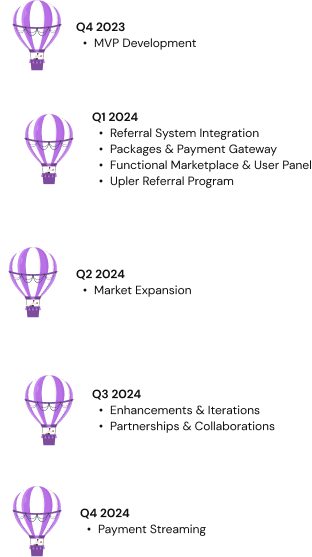 Q4 2023
• MVP Development
Q1 2024
• Referral System Integration
• Packages & Payment Gateway
• Functional Marketplace & User Panel
• Upler Referral Program
Q2 2024
• Market Expansion
Q3 2024
• Enhancements & Iterations
• Partnerships & Collaborations
Q4 2024
• Payment Streaming